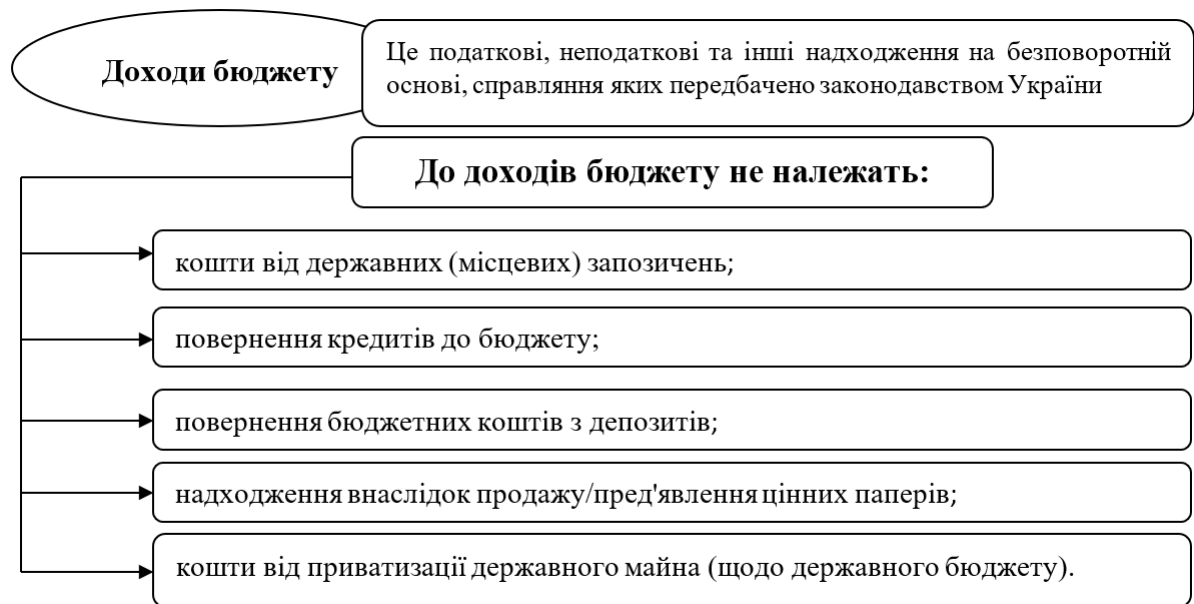 Доходи бюджету
Це податкові, неподаткові та інші надходження на безповоротній
основі, справляння яких передбачено законодавством України
До доходів бюджету не належать:
кошти від державних (місцевих) запозичень;
повернення кредитів до бюджету;
повернення бюджетних коштів з депозитів;
надходження внаслідок продажу/пред'явлення цінних паперів;
кошти від приватизації державного майна (щодо державного бюджету).